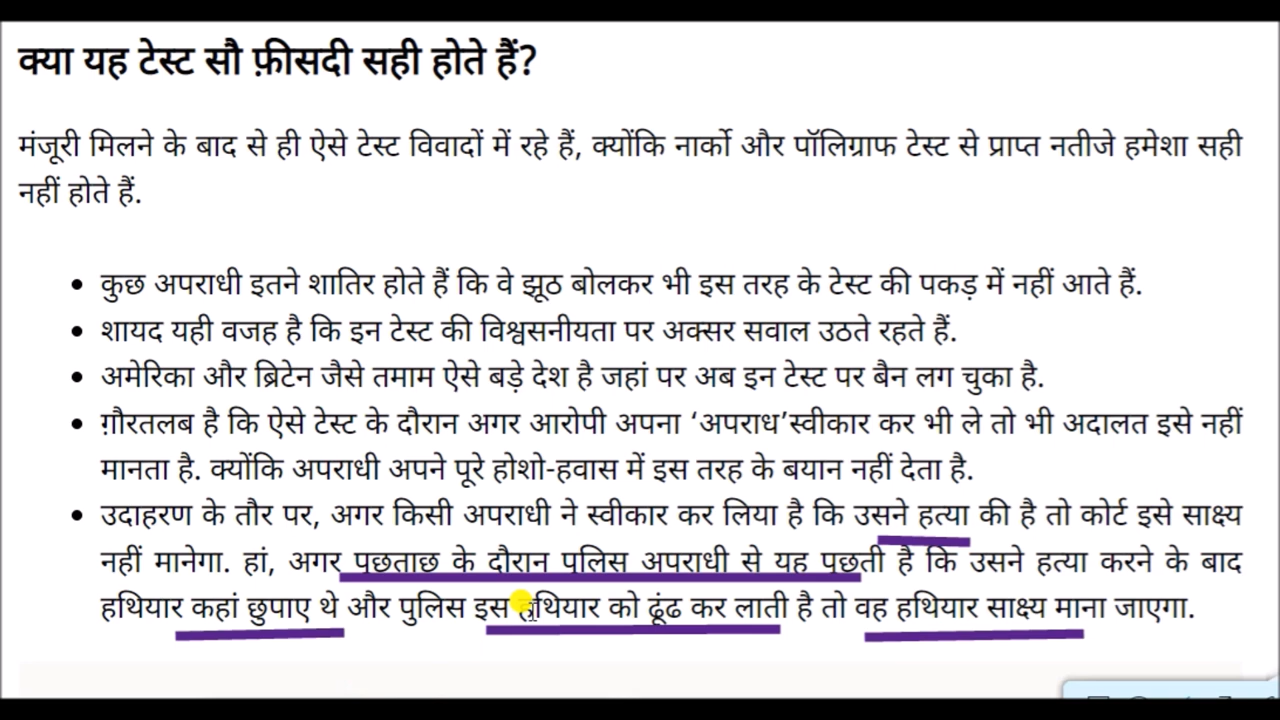 क्या यह टेस्ट सौ फ़ीसदी सही होते हैं?
मंजूरी मिलने के बाद से ही ऐसे टेस्ट विवादों में रहे हैं, क्योंकि नार्को और पॉलिग्राफ टेस्ट से प्राप्त नतीजे हमेशा सही
नहीं होते हैं.
• कुछ अपराधी इतने शातिर होते हैं कि वे झूठ बोलकर भी इस तरह के टेस्ट की पकड़ में नहीं आते हैं.
• शायद यही वजह है कि इन टेस्ट की विश्वसनीयता पर अक्सर सवाल उठते रहते हैं.
• अमेरिका और ब्रिटेन जैसे तमाम ऐसे बड़े देश है जहां पर अब इन टेस्ट पर बैन लग चुका है.
• ग़ौरतलब है कि ऐसे टेस्ट के दौरान अगर आरोपी अपना ‘अपराध’स्वीकार कर भी ले तो भी अदालत इसे नहीं
मानता है. क्योंकि अपराधी अपने पूरे होशो-हवास में इस तरह के बयान नहीं देता है.
• उदाहरण के तौर पर, अगर किसी अपराधी ने स्वीकार कर लिया है कि उसने हत्या की है तो कोर्ट इसे साक्ष्य
नहीं मानेगा. हां, अगर पूछताछ के दौरान पुलिस अपराधी से यह पूछती है कि उसने हत्या करने के बाद
हथियार कहां छुपाए थे और पुलिस इस हथियार को ढूंढ कर लाती है तो वह हथियार साक्ष्य माना जाएगा.